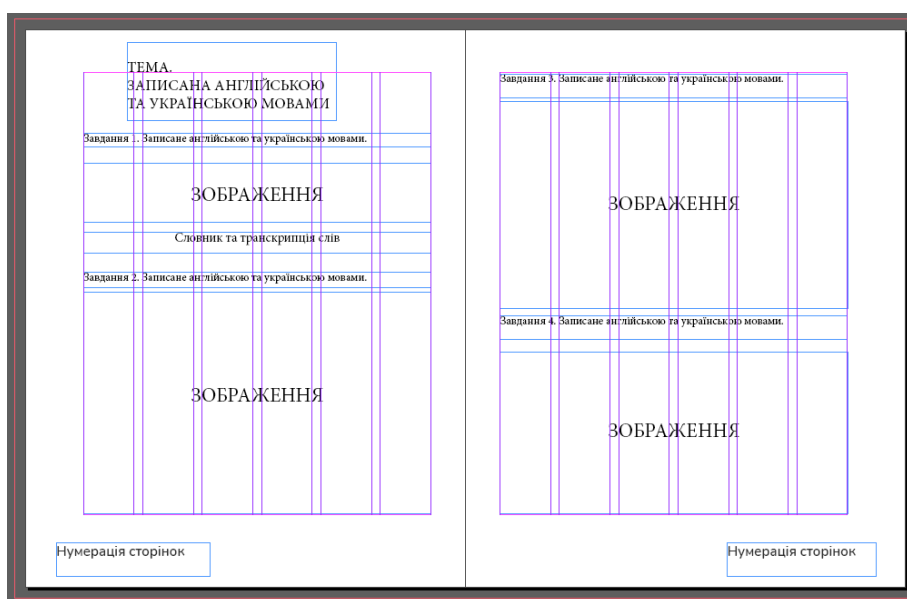 ТЕМА.
ЗАПИСАНА АНГЛІЙСЬКОЮ
ТА УКРАЇНСЬКОЮ МОВАМИ
Завдання 1. Записане англійською та українською мовами.
ЗОБРАЖЕННЯ
Словник та транскрипція слів
Завдання 2. Записане англійською та українською мовами.
ЗОБРАЖЕННЯ
Нумерація сторінок
Завдання 3. Записане англійською та українською мовами.
ЗОБРАЖЕННЯ
Завдання 4. Записане англійською та українською мовами.
ЗОБРАЖЕННЯ
Нумерація сторінок